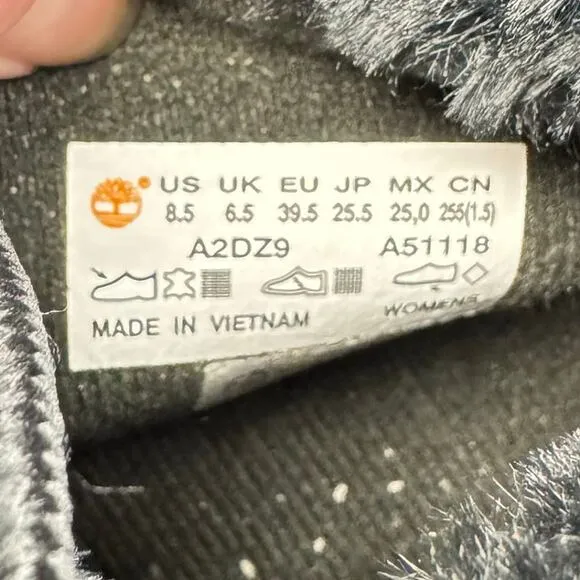 US UK EU JP MX CN
8.5 6.5 39.5 25.5 25,0 255(1.5)
A2DZ9 A51118
MADE IN VIETNAM WOMENS